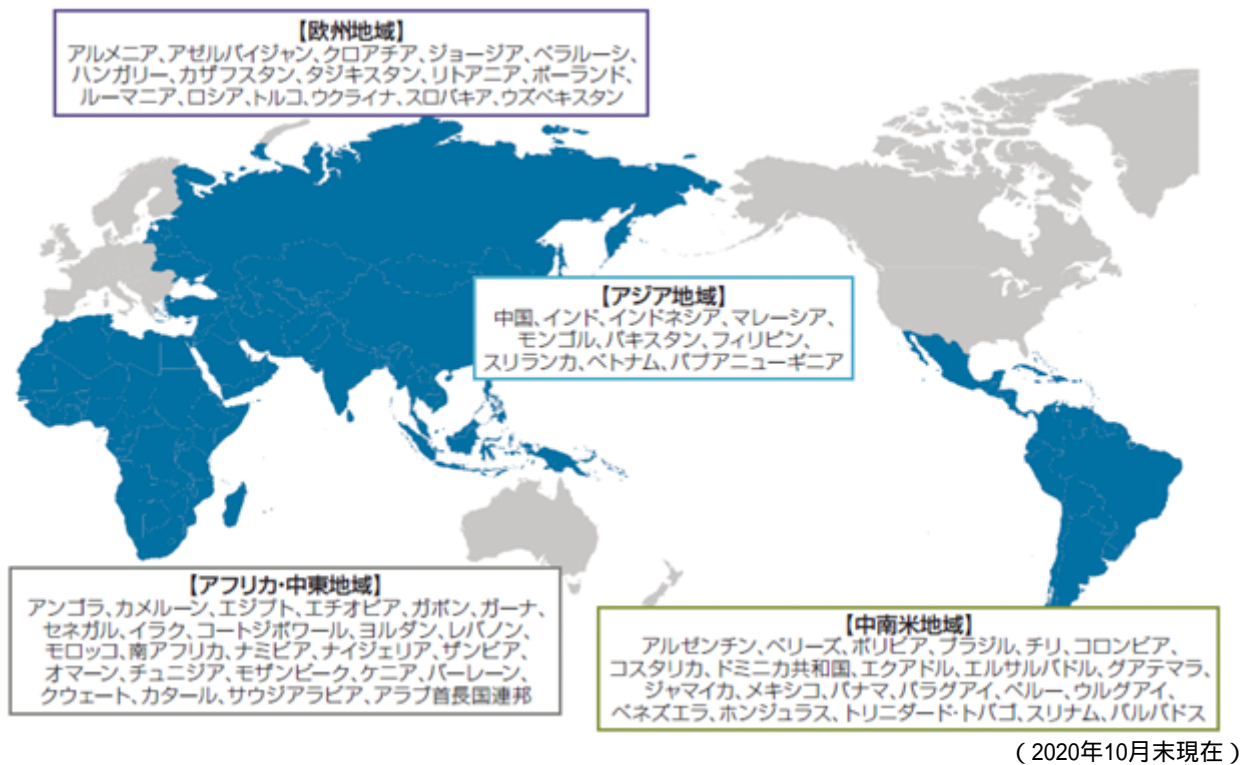 【欧州地域】
アルメニア、アゼルバイジャン、クロアチア、ジョージア、ベラルーシ、
ハンガリー、カザフスタン、タジキスタン、リトアニア、ポーランド、
ルーマニア、ロシア、トルコ、ウクライナ、スロバキア、ウズベキスタン
【アジア地域】
中国、インド、インドネシア、マレーシア、
モンゴル、パキスタン、フィリピン、
スリランカ、ベトナム、パプアニューギニア
【アフリカ・中東地域】
アンゴラ、カメルーン、エジプト、エチオピア、ガボン、ガーナ、
セネガル、イラク、コートジボワール、ヨルダン、レバノン、
モロッコ、南アフリカ、ナミビア、ナイジェリア、ザンビア、
オマーン、チュニジア、モザンビーク、ケニア、バーレーン、
クウェート、カタール、サウジアラビア、アラブ首長国連邦
【中南米地域】
アルゼンチン、ベリーズ、ボリビア、ブラジル、チリ、コロンビア、
コスタリカ、ドミニカ共和国、エクアドル、エルサルバドル、グアテマラ、
ジャマイカ、メキシコ、パナマ、パラグアイ、ペルー、ウルグアイ、
ベネズエラ、ホンジュラス、トリニダード・トバゴ、スリナム、バルバドス
（2020年10月末現在）